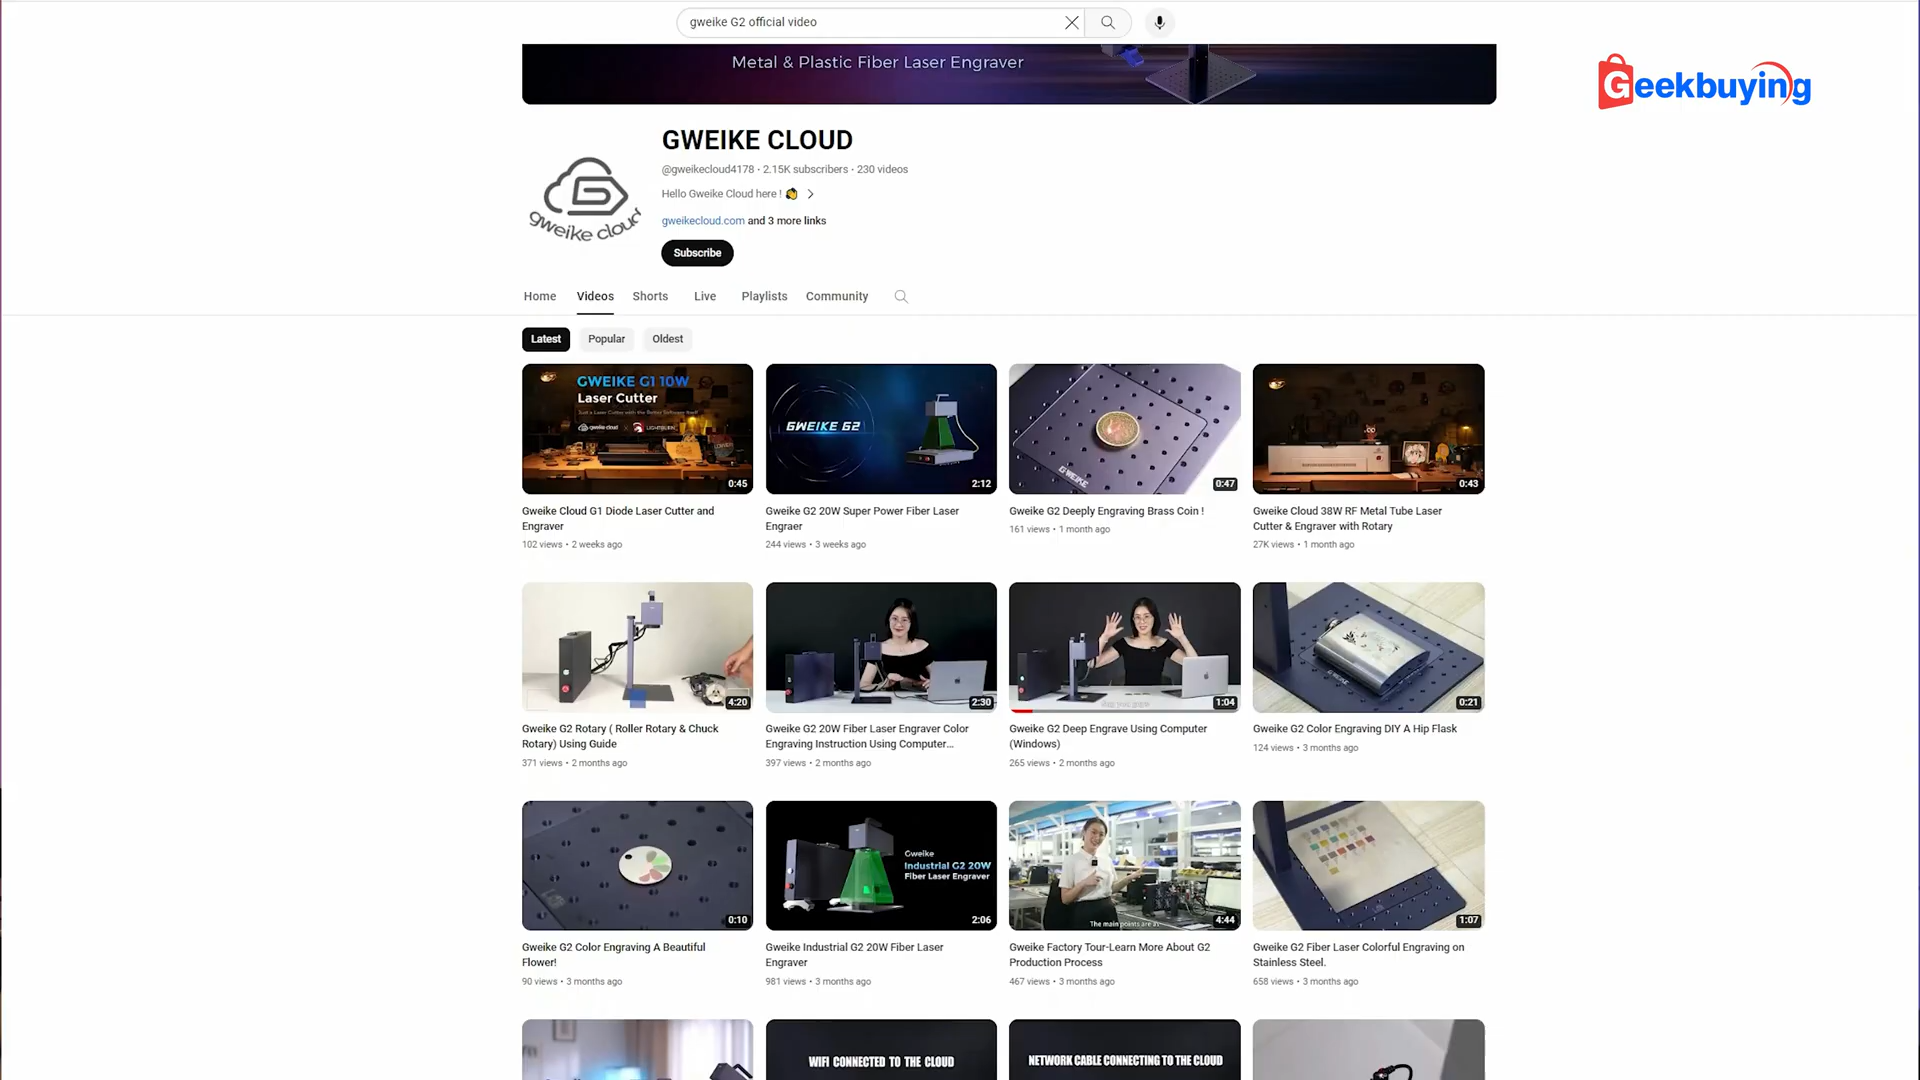 gweike G2 official video
Metal & Plastic Fiber Laser Engraver
Geekbuying
GWEIKE CLOUD
@gweikecloud4178 • 2.15K subscribers • 230 videos
Hello Gweike Cloud here !
gweikecloud.com and 3 more links
gweike cloud
Subscribe
Home Videos Shorts Live Playlists Community
Latest Popular Oldest
GWEIKE G1 10W
Laser Cutter
gweike cloud x LIGHTBURN
0:45
GWEIKE G2
2:12
GWEIKE
0:47
0:43
Gweike Cloud G1 Diode Laser Cutter and
Engraver
102 views • 2 weeks ago
Gweike G2 20W Super Power Fiber Laser
Engraer
244 views • 3 weeks ago
Gweike G2 Deeply Engraving Brass Coin !
161 views • 1 month ago
Gweike Cloud 38W RF Metal Tube Laser
Cutter & Engraver with Rotary
27K views • 1 month ago
4:20
2:30
1:04
GWEIKE
0:21
Gweike G2 Rotary ( Roller Rotary & Chuck
Rotary) Using Guide
371 views • 2 months ago
Gweike G2 20W Fiber Laser Engraver Color
Engraving Instruction Using Computer...
397 views • 2 months ago
Gweike G2 Deep Engrave Using Computer
(Windows)
265 views • 2 months ago
Gweike G2 Color Engraving DIY A Hip Flask
124 views • 3 months ago
0:10
Gweike
Industrial G2 20W
Fiber Laser Engraver
2:06
The main points are as
4:44
1:07
Gweike G2 Color Engraving A Beautiful
Flower!
90 views • 3 months ago
Gweike Industrial G2 20W Fiber Laser
Engraver
981 views • 3 months ago
Gweike Factory Tour-Learn More About G2
Production Process
467 views • 3 months ago
Gweike G2 Fiber Laser Colorful Engraving on
Stainless Steel.
658 views • 3 months ago
WIFI CONNECTED TO THE CLOUD
NETWORK CABLE CONNECTING TO THE CLOUD